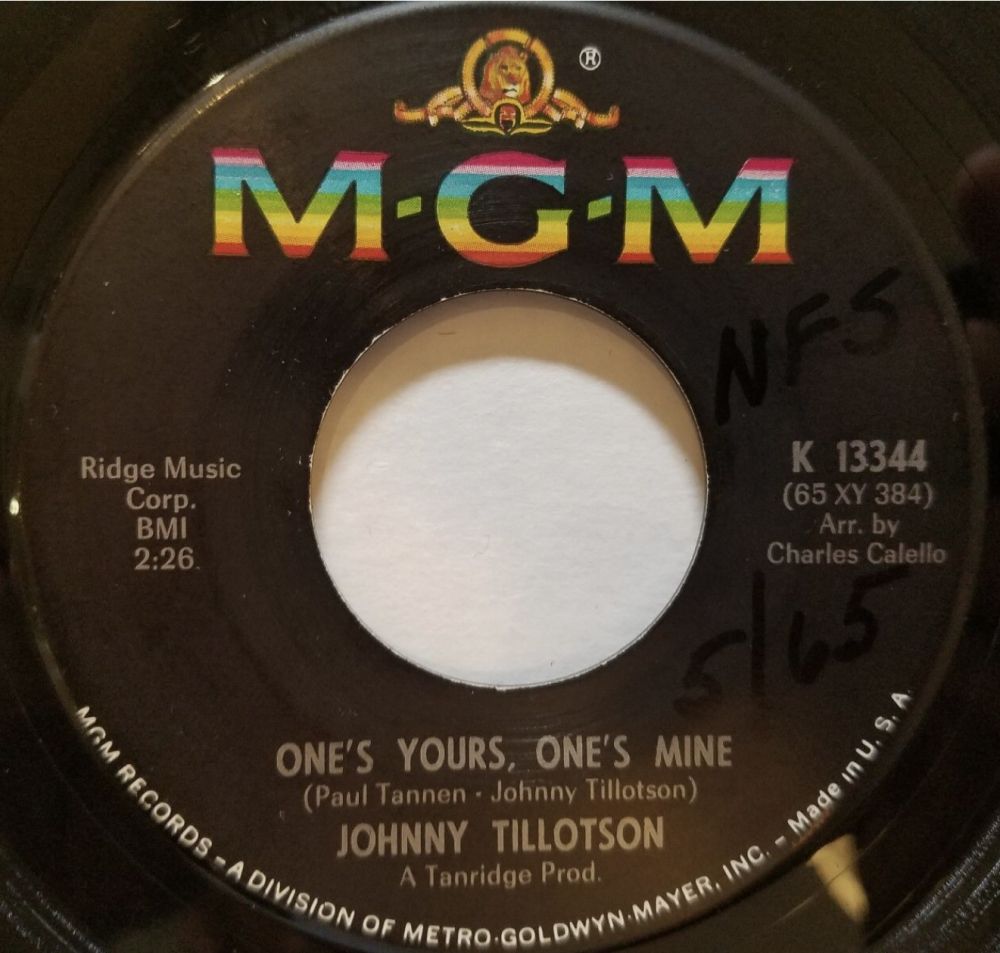 ®
M·G·M
NFS
Ridge Music
Corp.
BMI
2:26
K 13344
(65 XY 384)
Arr. by
Charles Calello
5/65
ONE'S YOURS, ONE'S MINE
(Paul Tannen · Johnny Tillotson)
JOHNNY TILLOTSON
A Tanridge Prod.
MGM RECORDS – A DIVISION OF METRO·GOLDWYN·MAYER, INC. – Made in U. S. A.